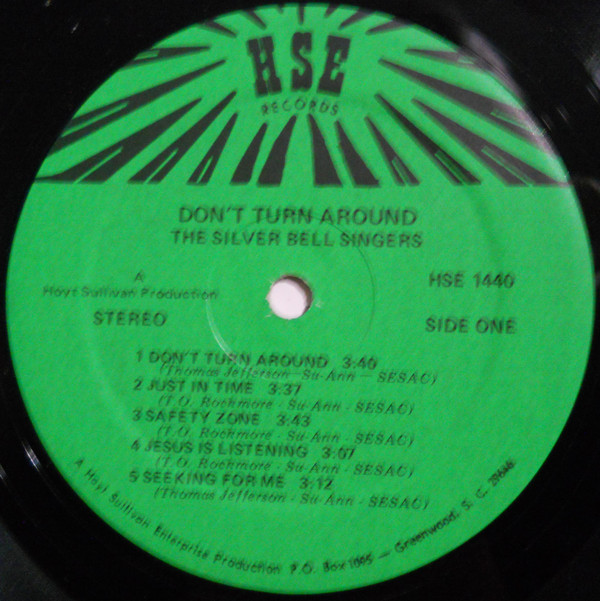 HSE
RECORDS
DON'T TURN AROUND
THE SILVER BELL SINGERS
A
Hoyt Sullivan Production
HSE 1440
STEREO
SIDE ONE
1 DON'T TURN AROUND 3:40
(Thomas Jefferson - Su-Ann - SESAC)
2 JUST IN TIME 3:37
(T.O. Rockmore - Su-Ann - SESAC)
3 SAFETY ZONE 3:43
(T.O. Rockmore - Su-Ann - SESAC)
4 JESUS IS LISTENING 3:07
(T.O. Rockmore - Su-Ann - SESAC)
5 SEEKING FOR ME 3:12
(Thomas Jefferson - Su-Ann - SESAC)
A Hoyt Sullivan Enterprise Production P.O. Box 1085 — Greenwood, S. C. 29646